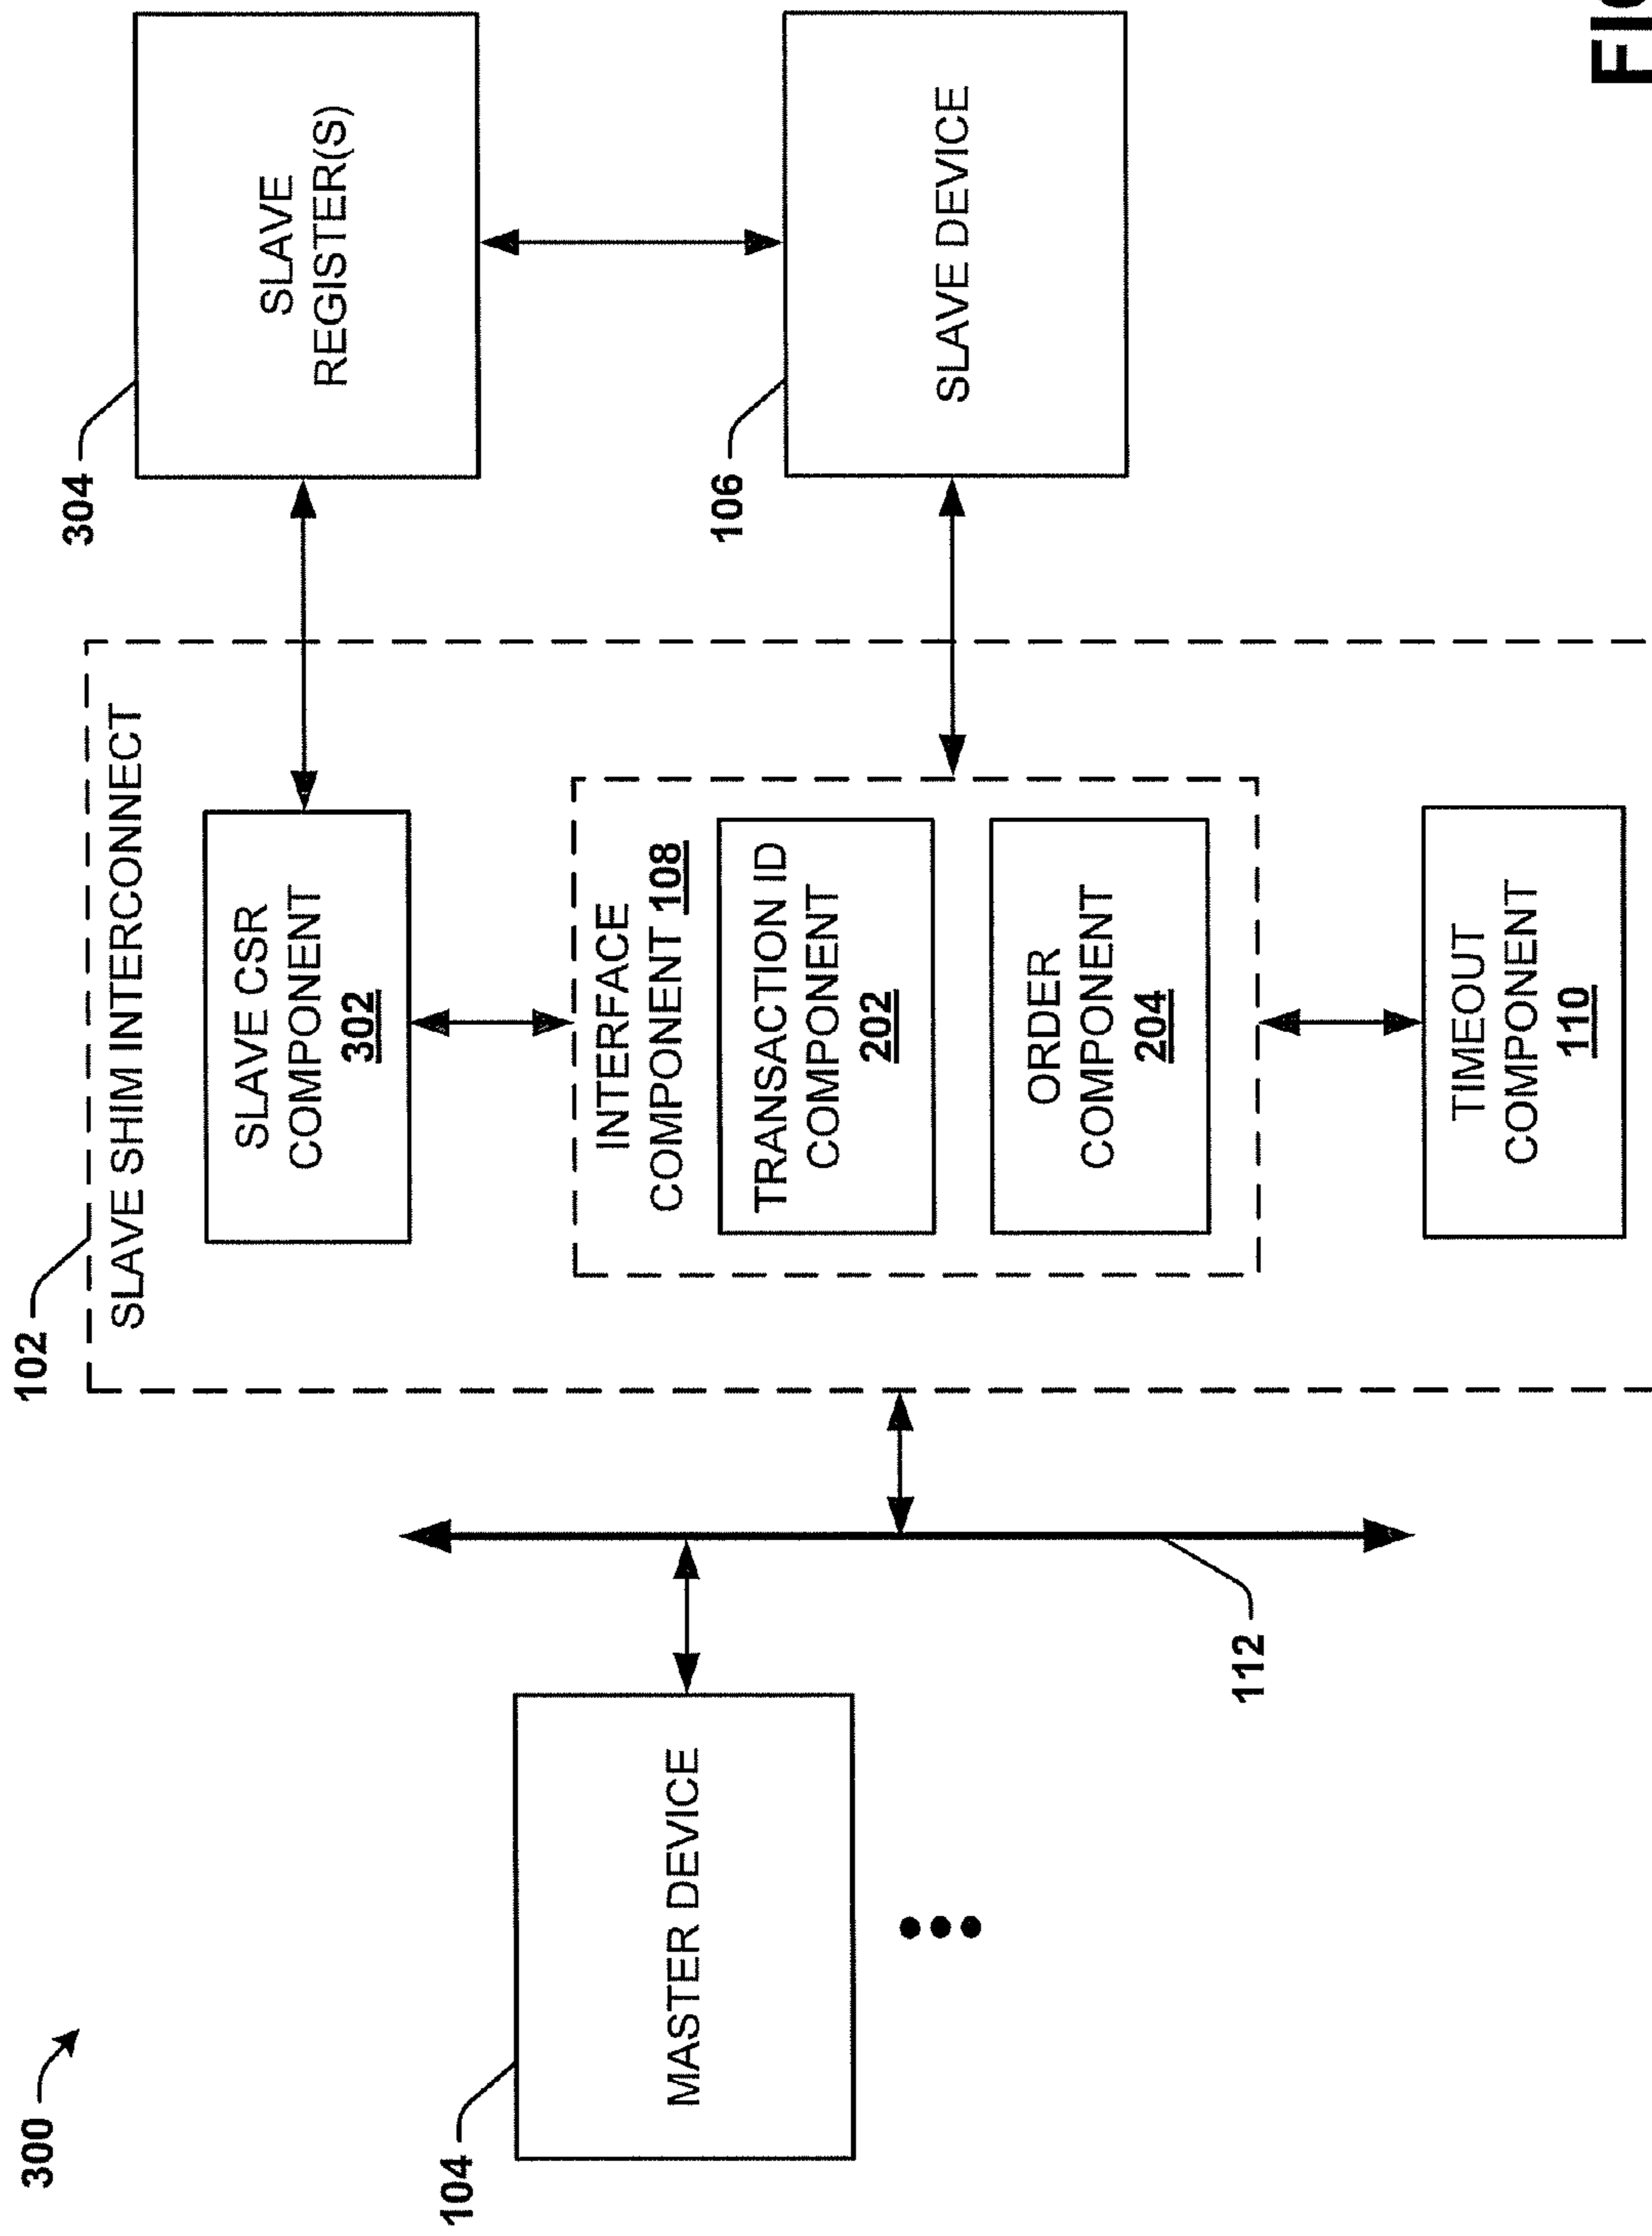 300
102
SLAVE SHIM INTERCONNECT
304
SLAVE
REGISTER(S)
SLAVE CSR
COMPONENT
302
104
MASTER DEVICE
INTERFACE
COMPONENT 108
TRANSACTION ID
COMPONENT
202
106
SLAVE DEVICE
ORDER
COMPONENT
204
112
TIMEOUT
COMPONENT
110